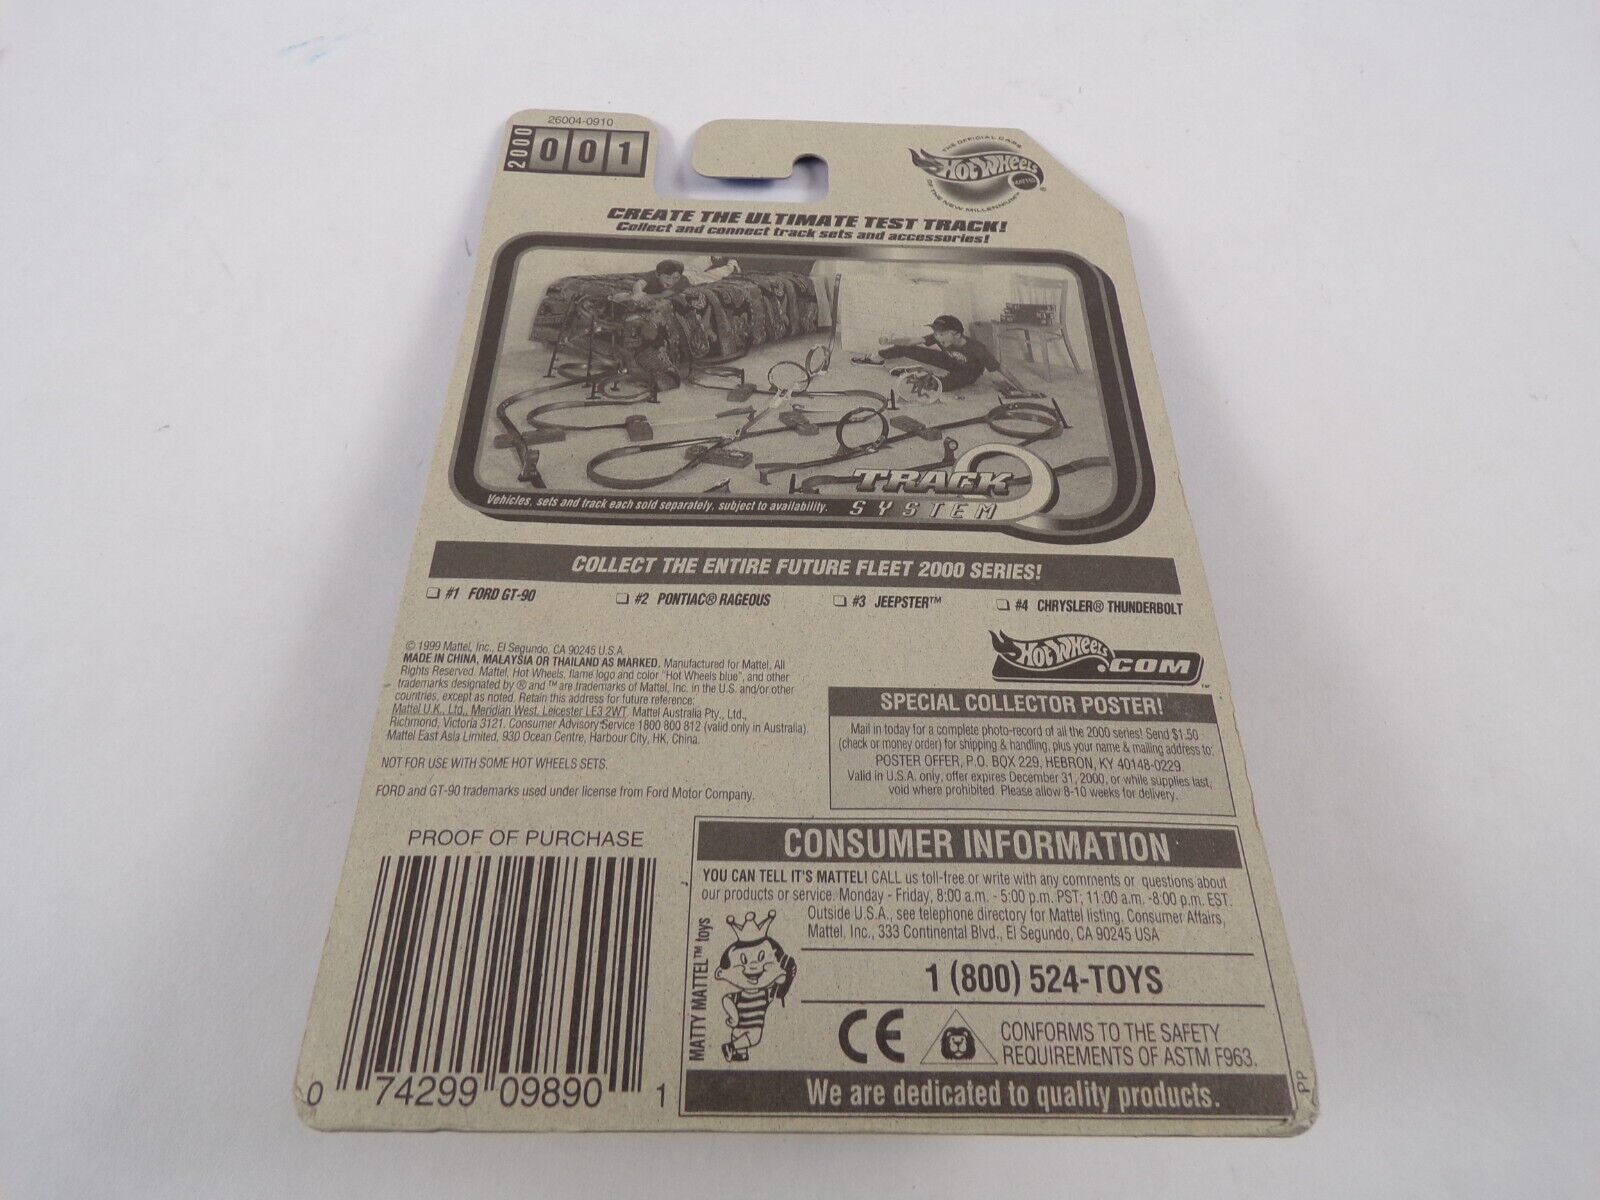 26004-0910
2000
001
THE OFFICIAL CARS
Hot Wheels
MATTEL
®
OF THE NEW MILLENNIUM
CREATE THE ULTIMATE TEST TRACK!
Collect and connect track sets and accessories!
TRACK
SYSTEM
Vehicles, sets and track each sold separately, subject to availability.
COLLECT THE ENTIRE FUTURE FLEET 2000 SERIES!
#1 FORD GT-90
#2 PONTIAC® RAGEOUS
#3 JEEPSTER™
#4 CHRYSLER® THUNDERBOLT
© 1999 Mattel, Inc., El Segundo, CA 90245 U.S.A.
MADE IN CHINA, MALAYSIA OR THAILAND AS MARKED. Manufactured for Mattel. All
Rights Reserved. Mattel, Hot Wheels, flame logo and color "Hot Wheels blue", and other
trademarks designated by ® and ™ are trademarks of Mattel, Inc. in the U.S. and/or other
countries, except as noted. Retain this address for future reference:
Mattel U.K., Ltd., Meridian West, Leicester LE3 2WT. Mattel Australia Pty., Ltd.,
Richmond, Victoria 3121. Consumer Advisory Service 1800 800 812 (valid only in Australia).
Mattel East Asia Limited, 930 Ocean Centre, Harbour City, HK, China.
NOT FOR USE WITH SOME HOT WHEELS SETS.
FORD and GT-90 trademarks used under license from Ford Motor Company.
Hot Wheels
.COM
™
SPECIAL COLLECTOR POSTER!
Mail in today for a complete photo-record of all the 2000 series! Send $1.50
(check or money order) for shipping & handling, plus your name & mailing address to:
POSTER OFFER, P.O. BOX 229, HEBRON, KY 40148-0229.
Valid in U.S.A. only, offer expires December 31, 2000, or while supplies last,
void where prohibited. Please allow 8-10 weeks for delivery.
PROOF OF PURCHASE
0 74299 09890 1
CONSUMER INFORMATION
YOU CAN TELL IT'S MATTEL! CALL us toll-free or write with any comments or questions about
our products or service. Monday - Friday, 8:00 a.m. - 5:00 p.m. PST; 11:00 a.m. -8:00 p.m. EST.
Outside U.S.A., see telephone directory for Mattel listing. Consumer Affairs,
Mattel, Inc., 333 Continental Blvd., El Segundo, CA 90245 USA
MATTY MATTEL™ toys
1 (800) 524-TOYS
CE
CONFORMS TO THE SAFETY
REQUIREMENTS OF ASTM F963.
We are dedicated to quality products.
PP